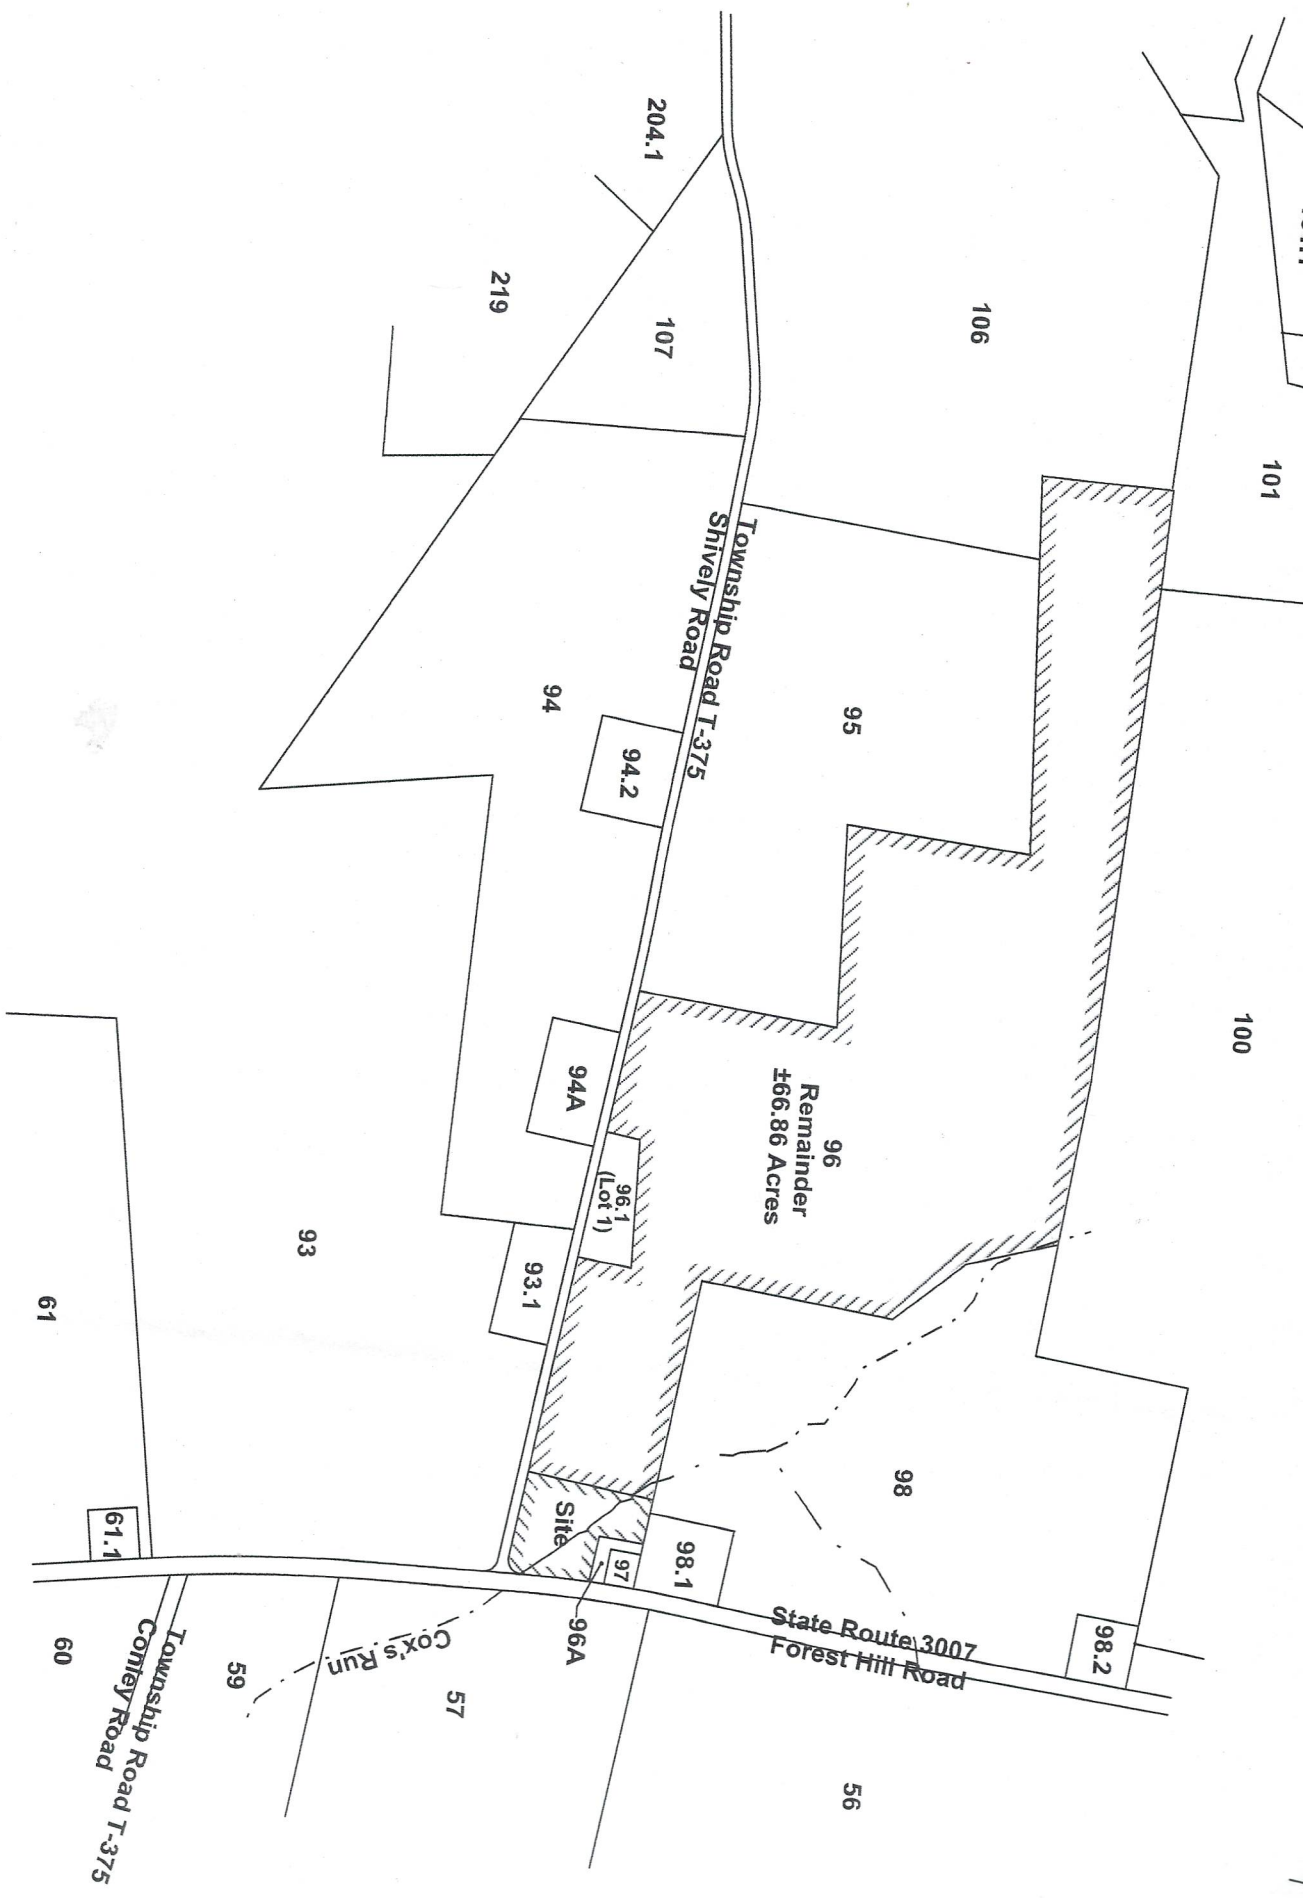 101
100
98.2
106
98
State Route 3007
Forest Hill Road
95
56
96
Remainder
±66.86 Acres
Township Road T-375
Shively Road
98.1
107
204.1
94.2
96.1
(Lot 1)
97
94A
Site
96A
94
93.1
219
57
Cox's Run
93
59
Township Road T-375
Conley Road
61.1
60
61